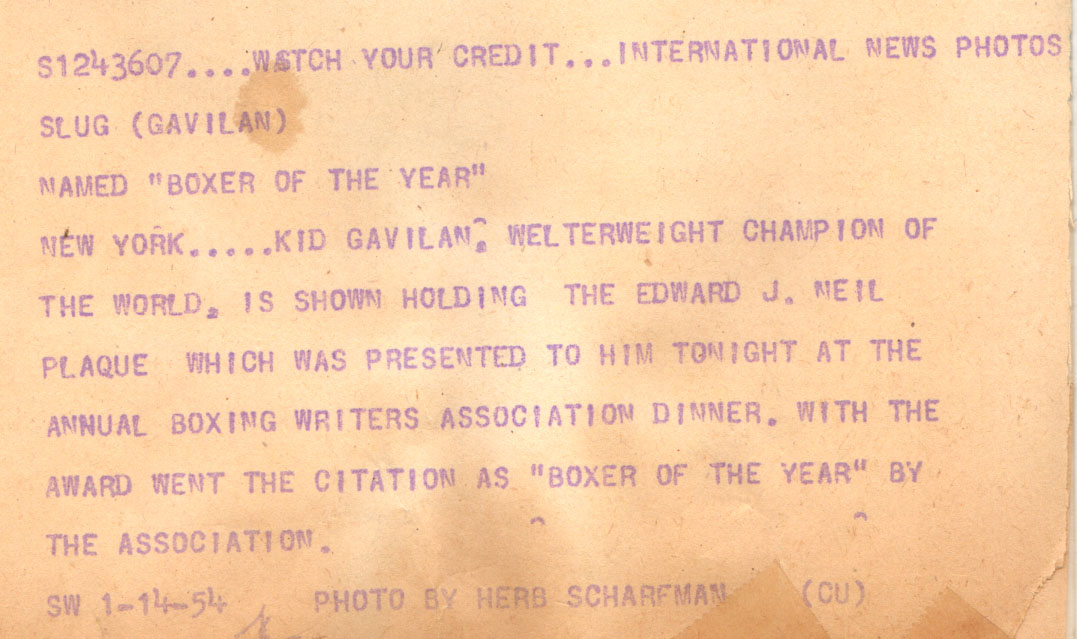 S1243607....WATCH YOUR CREDIT...INTERNATIONAL NEWS PHOTOS
SLUG (GAVILAN)
NAMED "BOXER OF THE YEAR"
NEW YORK.....KID GAVILAN, WELTERWEIGHT CHAMPION OF
THE WORLD, IS SHOWN HOLDING THE EDWARD J. NEIL
PLAQUE WHICH WAS PRESENTED TO HIM TONIGHT AT THE
ANNUAL BOXING WRITERS ASSOCIATION DINNER. WITH THE
AWARD WENT THE CITATION AS "BOXER OF THE YEAR" BY
THE ASSOCIATION.
SW 1-14-54 PHOTO BY HERB SCHARFMAN (CU)